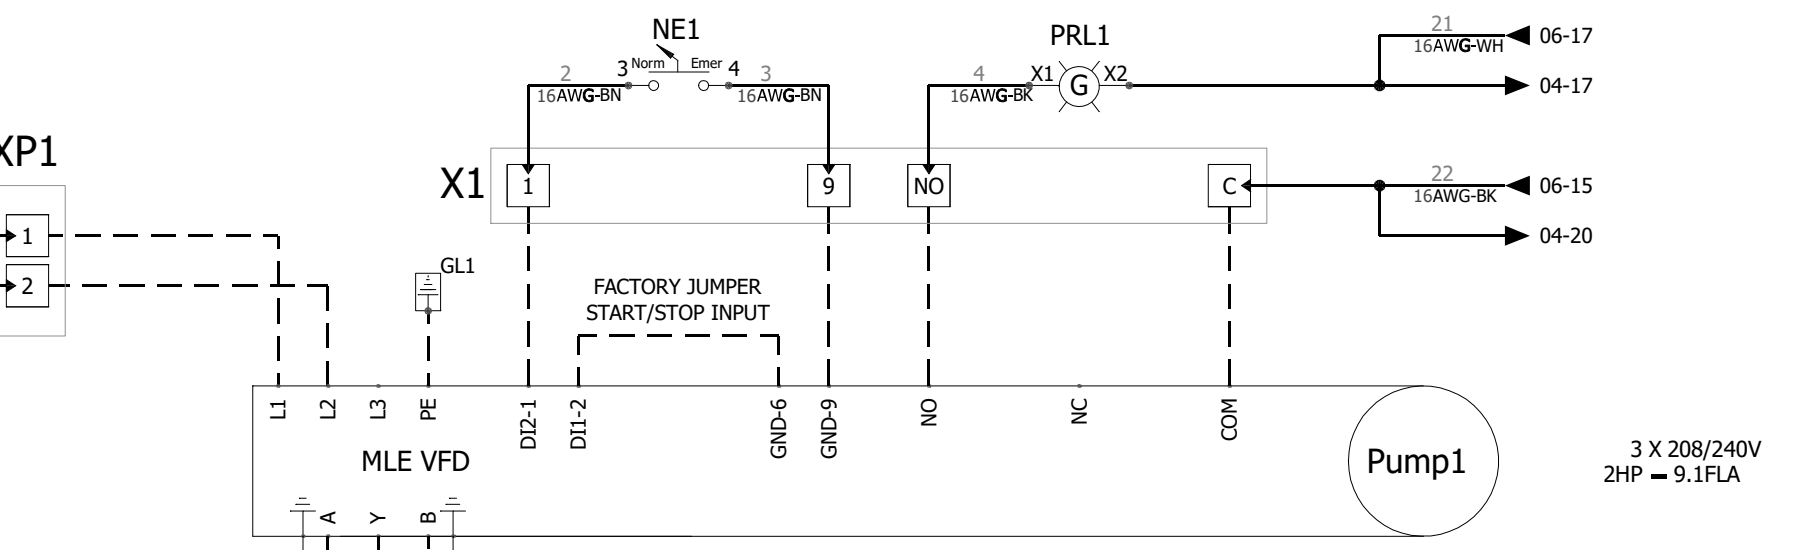 NE1
PRL1
21
16AWG-WH
06-17
2
3
Norm
Emer
4
3
16AWG-BN
16AWG-BN
4
X1
G
X2
16AWG-BK
04-17
XP1
X1
1
9
NO
C
22
16AWG-BK
06-15
04-20
1
2
GL1
FACTORY JUMPER
START/STOP INPUT
L1
L2
L3
PE
DI2-1
DI1-2
GND-6
GND-9
NO
NC
COM
MLE VFD
Pump1
3 X 208/240V
2HP - 9.1FLA
A
Y
B